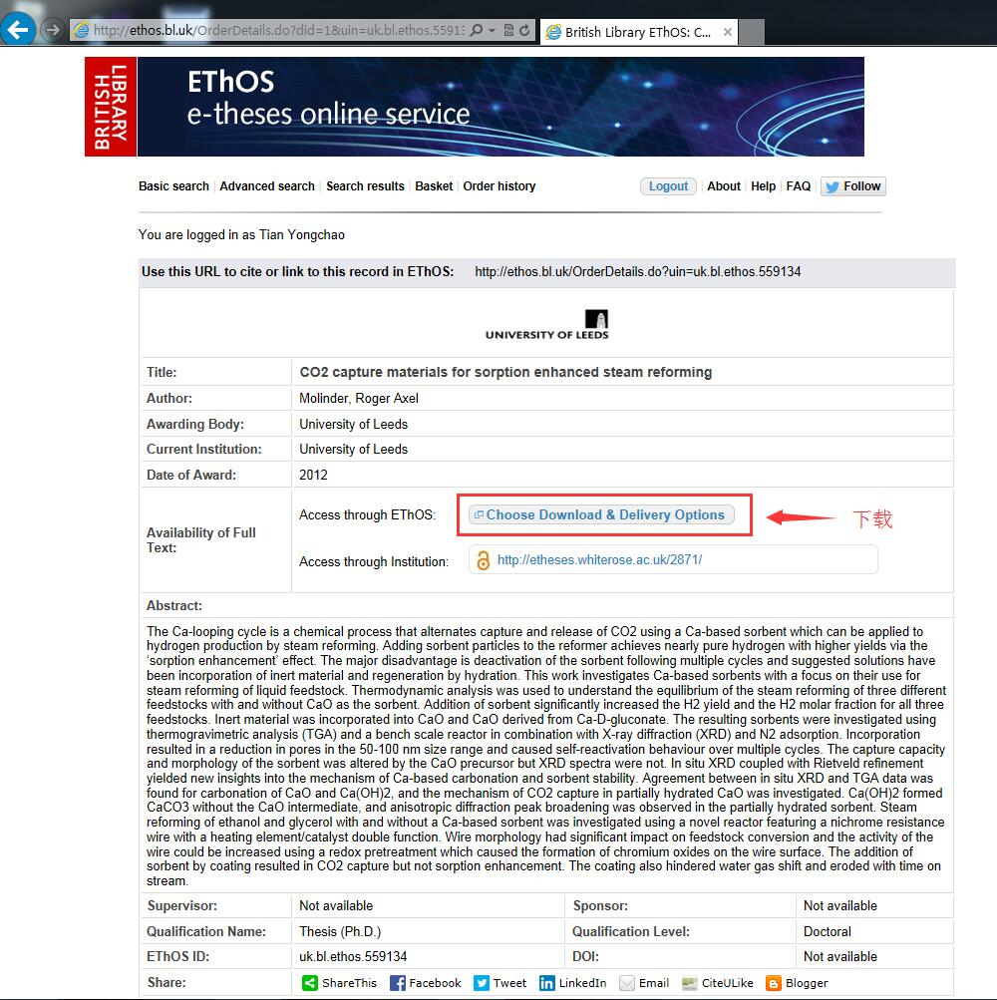 http://ethos.bl.uk/OrderDetails.do?did=1&uin=uk.bl.ethos.5591
British Library EThOS: C...
BRITISH LIBRARY
EThOS
e-theses online service
Basic search Advanced search Search results Basket Order history Logout About Help FAQ Follow
You are logged in as Tian Yongchao
Use this URL to cite or link to this record in EThOS: http://ethos.bl.uk/OrderDetails.do?uin=uk.bl.ethos.559134
UNIVERSITY OF LEEDS
Title: CO2 capture materials for sorption enhanced steam reforming
Author: Molinder, Roger Axel
Awarding Body: University of Leeds
Current Institution: University of Leeds
Date of Award: 2012
Availability of Full Text:
Access through EThOS: Choose Download & Delivery Options 下载
Access through Institution: http://etheses.whiterose.ac.uk/2871/
Abstract:
The Ca-looping cycle is a chemical process that alternates capture and release of CO2 using a Ca-based sorbent which can be applied to
hydrogen production by steam reforming. Adding sorbent particles to the reformer achieves nearly pure hydrogen with higher yields via the
‘sorption enhancement’ effect. The major disadvantage is deactivation of the sorbent following multiple cycles and suggested solutions have
been incorporation of inert material and regeneration by hydration. This work investigates Ca-based sorbents with a focus on their use for
steam reforming of liquid feedstock. Thermodynamic analysis was used to understand the equilibrium of the steam reforming of three different
feedstocks with and without CaO as the sorbent. Addition of sorbent significantly increased the H2 yield and the H2 molar fraction for all three
feedstocks. Inert material was incorporated into CaO and CaO derived from Ca-D-gluconate. The resulting sorbents were investigated using
thermogravimetric analysis (TGA) and a bench scale reactor in combination with X-ray diffraction (XRD) and N2 adsorption. Incorporation
resulted in a reduction in pores in the 50-100 nm size range and caused self-reactivation behaviour over multiple cycles. The capture capacity
and morphology of the sorbent was altered by the CaO precursor but XRD spectra were not. In situ XRD coupled with Rietveld refinement
yielded new insights into the mechanism of Ca-based carbonation and sorbent stability. Agreement between in situ XRD and TGA data was
found for carbonation of CaO and Ca(OH)2, and the mechanism of CO2 capture in partially hydrated CaO was investigated. Ca(OH)2 formed
CaCO3 without the CaO intermediate, and anisotropic diffraction peak broadening was observed in the partially hydrated sorbent. Steam
reforming of ethanol and glycerol with and without a Ca-based sorbent was investigated using a novel reactor featuring a nichrome resistance
wire with a heating element/catalyst double function. Wire morphology had significant impact on feedstock conversion and the activity of the
wire could be increased using a redox pretreatment which caused the formation of chromium oxides on the wire surface. The addition of
sorbent by coating resulted in CO2 capture but not sorption enhancement. The coating also hindered water gas shift and eroded with time on
stream.
Supervisor: Not available Sponsor: Not available
Qualification Name: Thesis (Ph.D.) Qualification Level: Doctoral
EThOS ID: uk.bl.ethos.559134 DOI: Not available
Share: ShareThis Facebook Tweet LinkedIn Email CiteULike Blogger